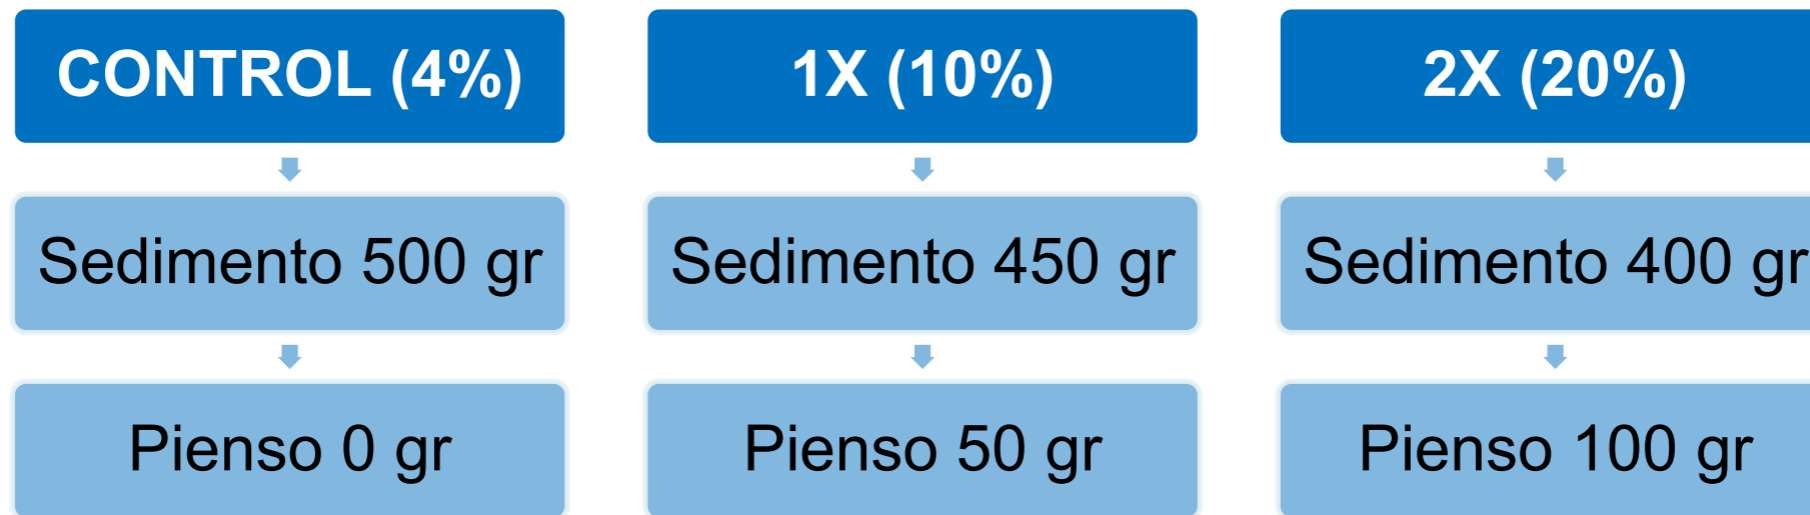 CONTROL (4%)
Sedimento 500 gr
Pienso 0 gr
1X (10%)
Sedimento 450 gr
Pienso 50 gr
2X (20%)
Sedimento 400 gr
Pienso 100 gr